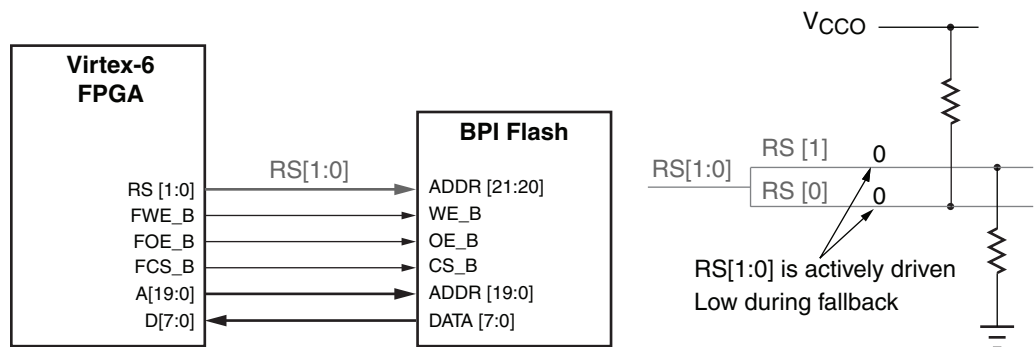 Virtex-6
FPGA
RS [1:0]
FWE_B
FOE_B
FCS_B
A[19:0]
D[7:0]
RS[1:0]
BPI Flash
ADDR [21:20]
WE_B
OE_B
CS_B
ADDR [19:0]
DATA [7:0]
VCCO
RS[1:0]
RS [1]
0
RS [0]
0
RS[1:0] is actively driven
Low during fallback